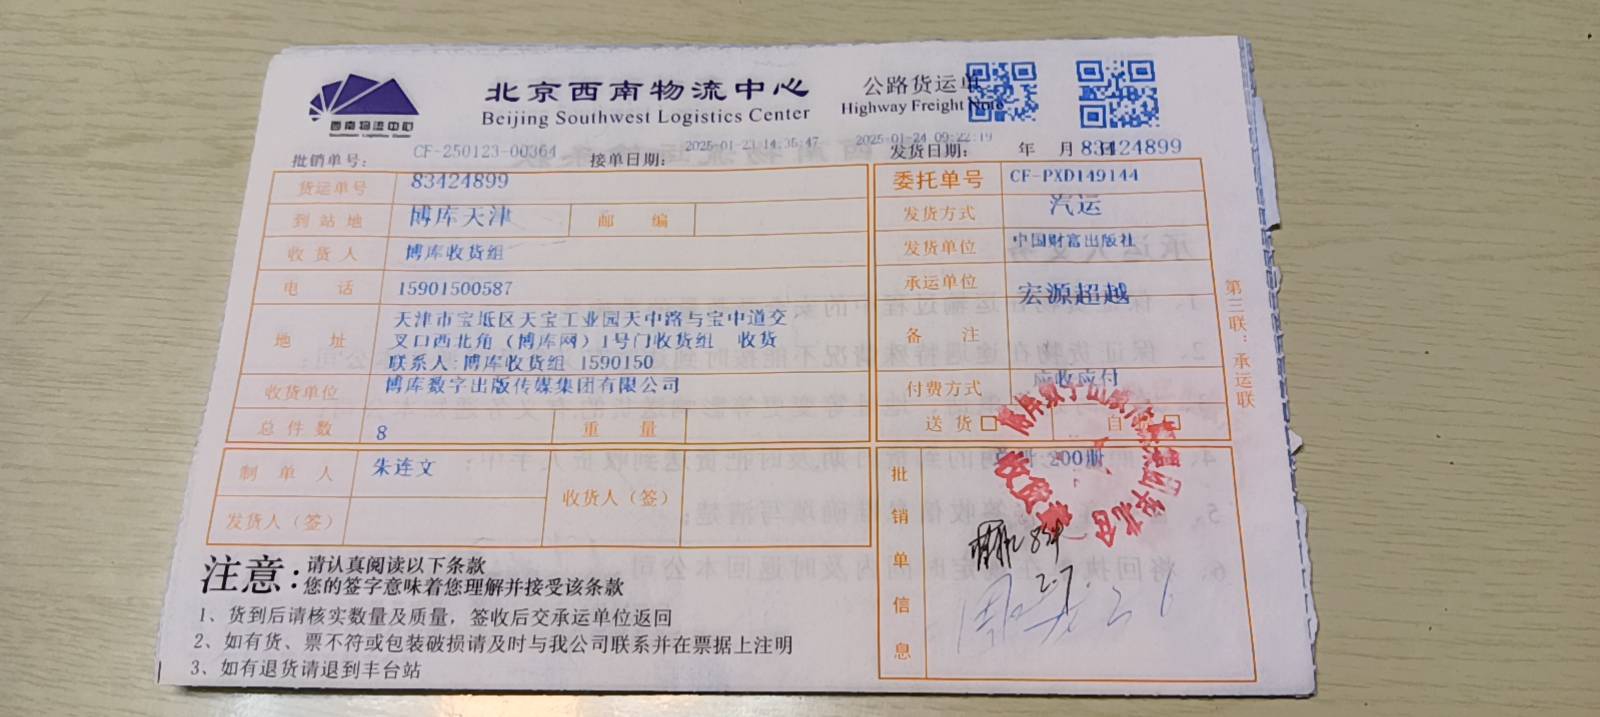 西南物流中心
北京西南物流中心
Beijing Southwest Logistics Center
公路货运单
Highway Freight Note
批销单号: CF-250123-00364 接单日期: 2025-01-23 14:35:47 发货日期: 2025-01-24 09:22:19 年 月 日 83424899
货运单号 83424899
到站地 博库天津 邮编
收货人 博库收货组
电话 15901500587
地址 天津市宝坻区天宝工业园天中路与宝中道交
叉口西北角（博库网）1号门收货组 收货
联系人:博库收货组 1590150
收货单位 博库数字出版传媒集团有限公司
总件数 8 重量
制单人 朱连文
发货人（签） 收货人（签）
委托单号 CF-PXD149144
发货方式 汽运
发货单位 中国财富出版社
承运单位 宏源超越
备注
付费方式 应收应付
送货 自提
批销单信息 200册
8件
2.7.
第三联：承运联
注意：请认真阅读以下条款
您的签字意味着您理解并接受该条款
1、货到后请核实数量及质量，签收后交承运单位返回
2、如有货、票不符或包装破损请及时与我公司联系并在票据上注明
3、如有退货请退到丰台站